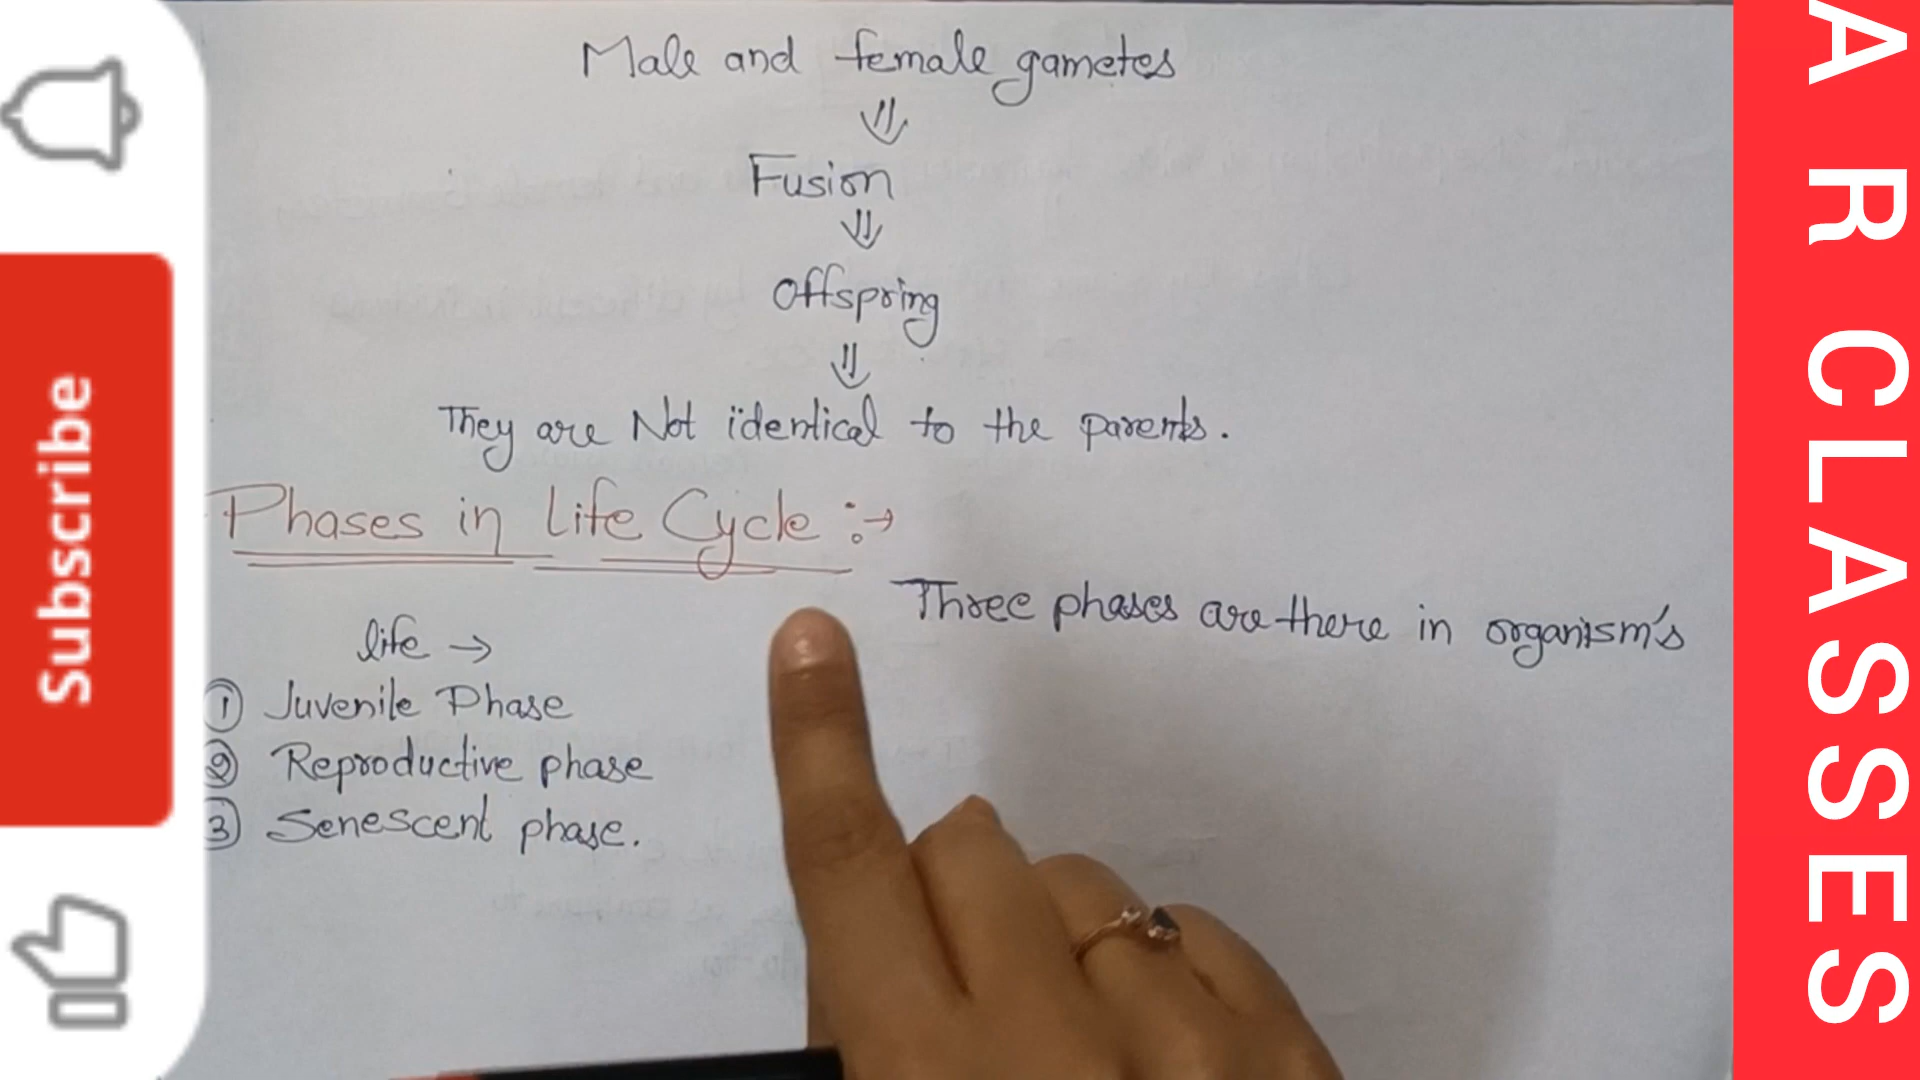 Male and female gametes
⇓
Fusion
⇓
Offspring
⇓
They are Not identical to the parents.
Phases in Life Cycle :→
Three phases are there in organism's
life →
① Juvenile Phase
② Reproductive phase
③ Senescent phase.
Subscribe
A R CLASSES